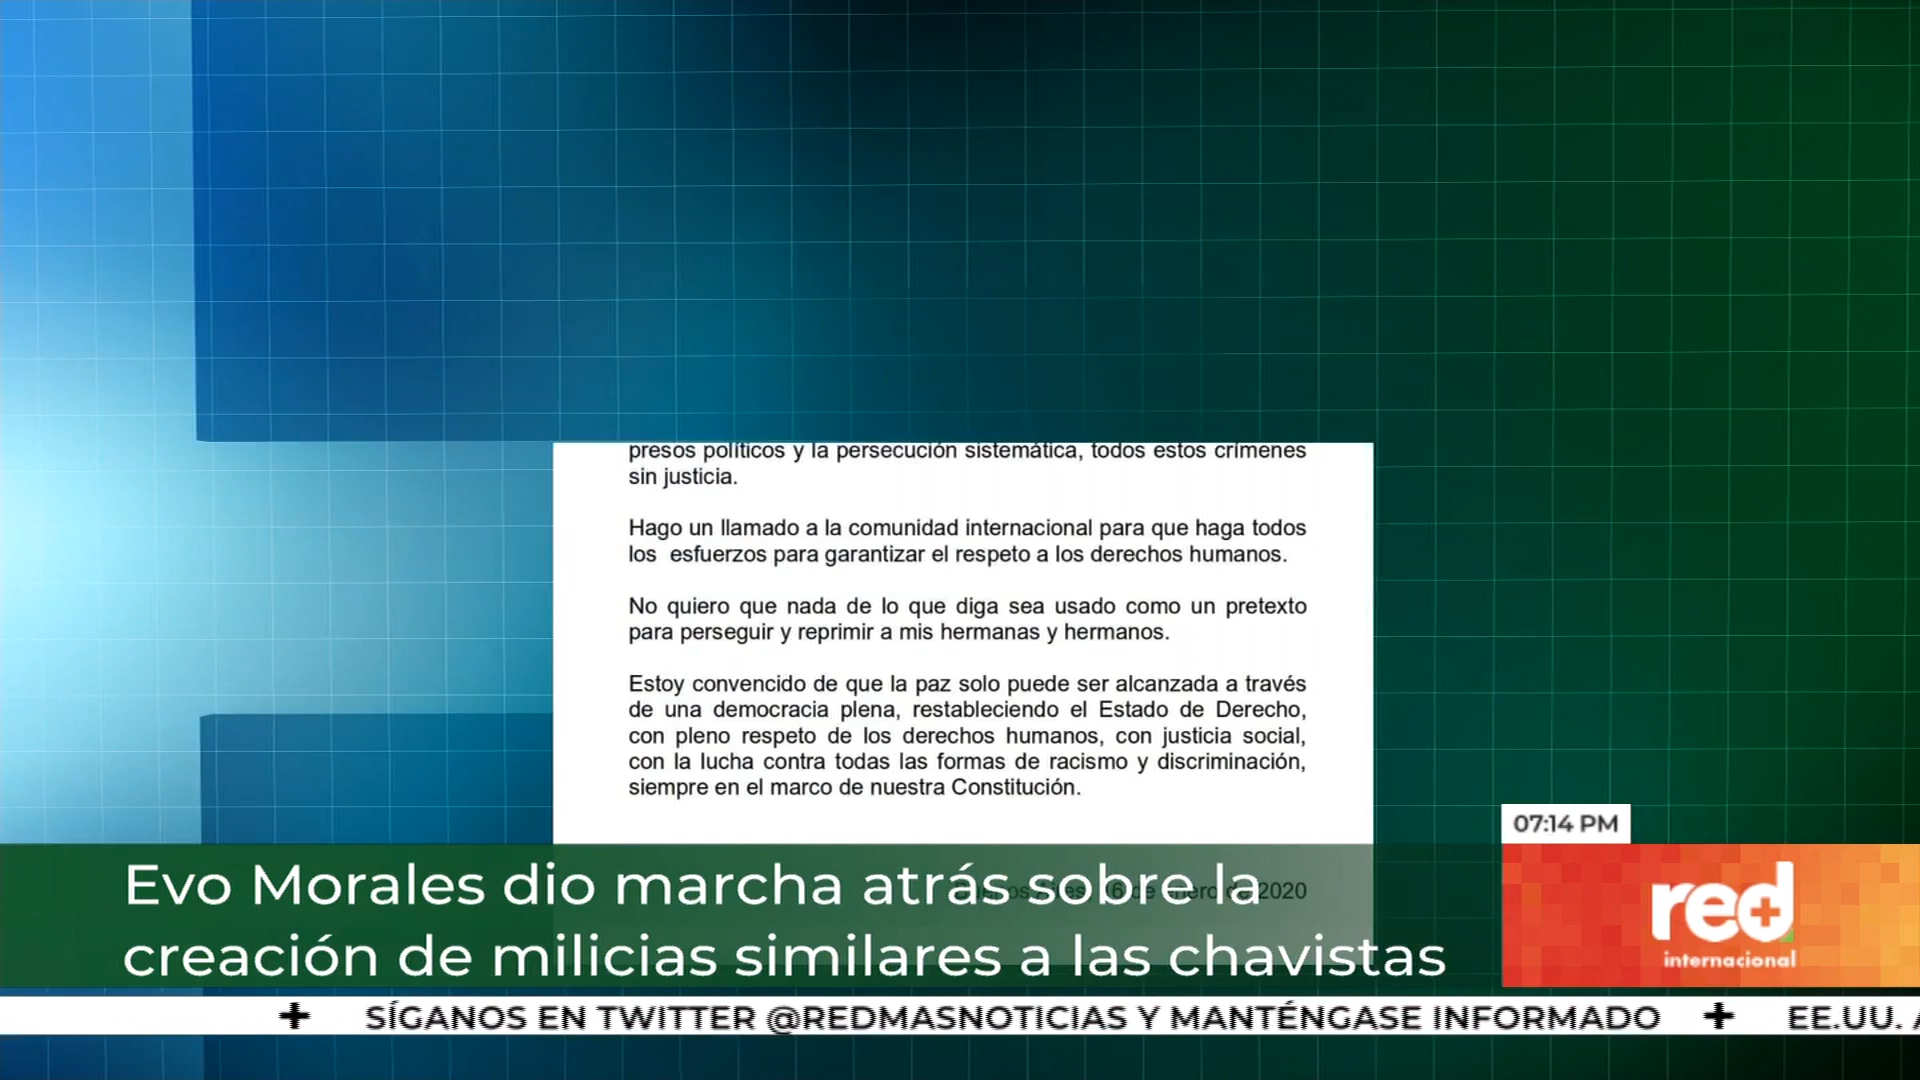 presos políticos y la persecución sistemática, todos estos crímenes
sin justicia.
Hago un llamado a la comunidad internacional para que haga todos
los esfuerzos para garantizar el respeto a los derechos humanos.
No quiero que nada de lo que diga sea usado como un pretexto
para perseguir y reprimir a mis hermanas y hermanos.
Estoy convencido de que la paz solo puede ser alcanzada a través
de una democracia plena, restableciendo el Estado de Derecho,
con pleno respeto de los derechos humanos, con justicia social,
con la lucha contra todas las formas de racismo y discriminación,
siempre en el marco de nuestra Constitución.
2020
07:14 PM
Evo Morales dio marcha atrás sobre la
creación de milicias similares a las chavistas
red
internacional
SÍGANOS EN TWITTER @REDMASNOTICIAS Y MANTÉNGASE INFORMADO
EE.UU.